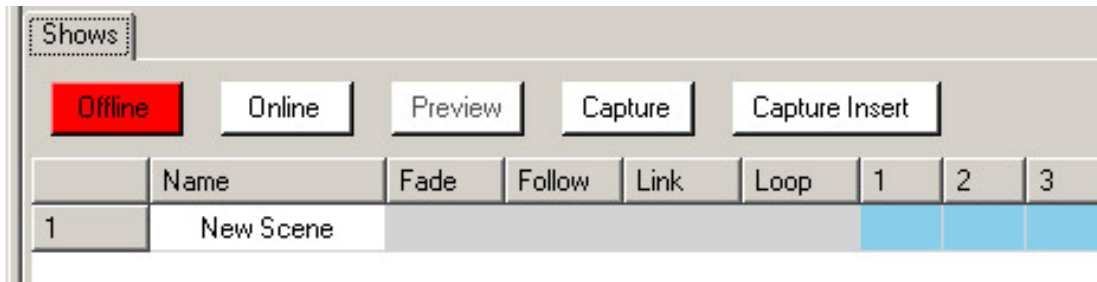 Shows
Offline Online Preview Capture Capture Insert
Name Fade Follow Link Loop 1 2 3
1 New Scene